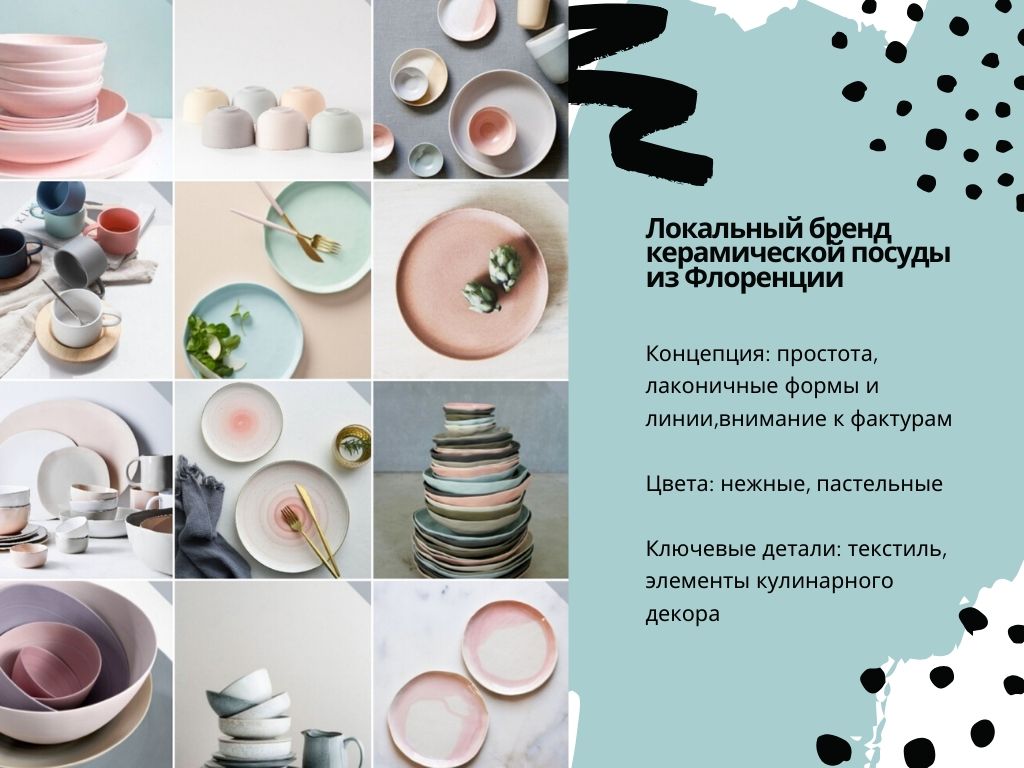 Локальный бренд
керамической посуды
из Флоренции
Концепция: простота,
лаконичные формы и
линии,внимание к фактурам
Цвета: нежные, пастельные
Ключевые детали: текстиль,
элементы кулинарного
декора